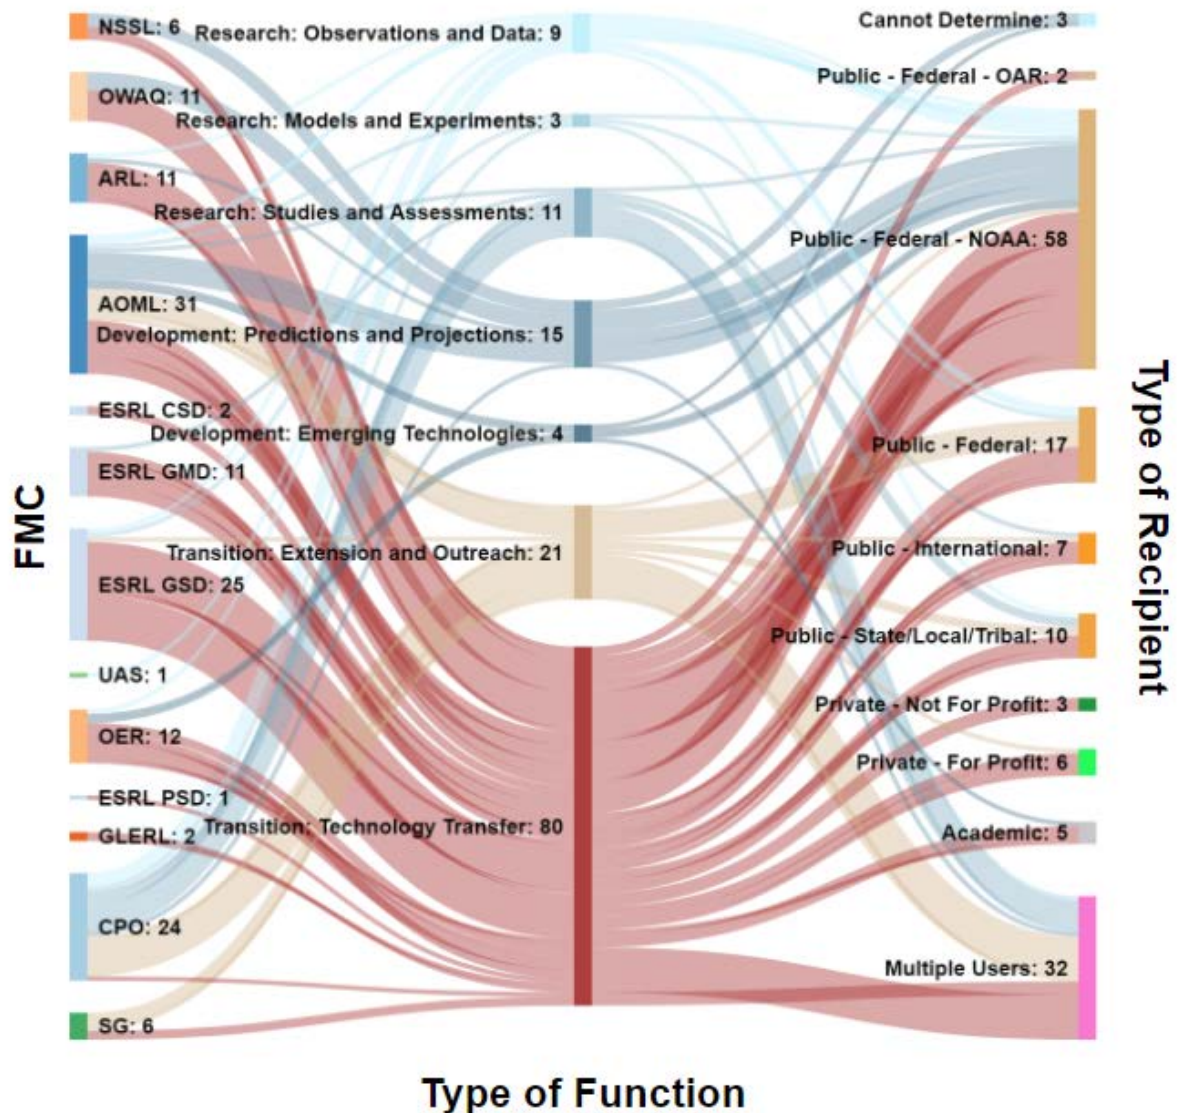 NSSL: 6
OWAQ: 11
ARL: 11
AOML: 31
ESRL CSD: 2
ESRL GMD: 11
ESRL GSD: 25
UAS: 1
OER: 12
ESRL PSD: 1
GLERL: 2
CPO: 24
SG: 6
FMC
Research: Observations and Data: 9
Research: Models and Experiments: 3
Research: Studies and Assessments: 11
Development: Predictions and Projections: 15
Development: Emerging Technologies: 4
Transition: Extension and Outreach: 21
Transition: Technology Transfer: 80
Type of Function
Cannot Determine: 3
Public - Federal - OAR: 2
Public - Federal - NOAA: 58
Public - Federal: 17
Public - International: 7
Public - State/Local/Tribal: 10
Private - Not For Profit: 3
Private - For Profit: 6
Academic: 5
Multiple Users: 32
Type of Recipient